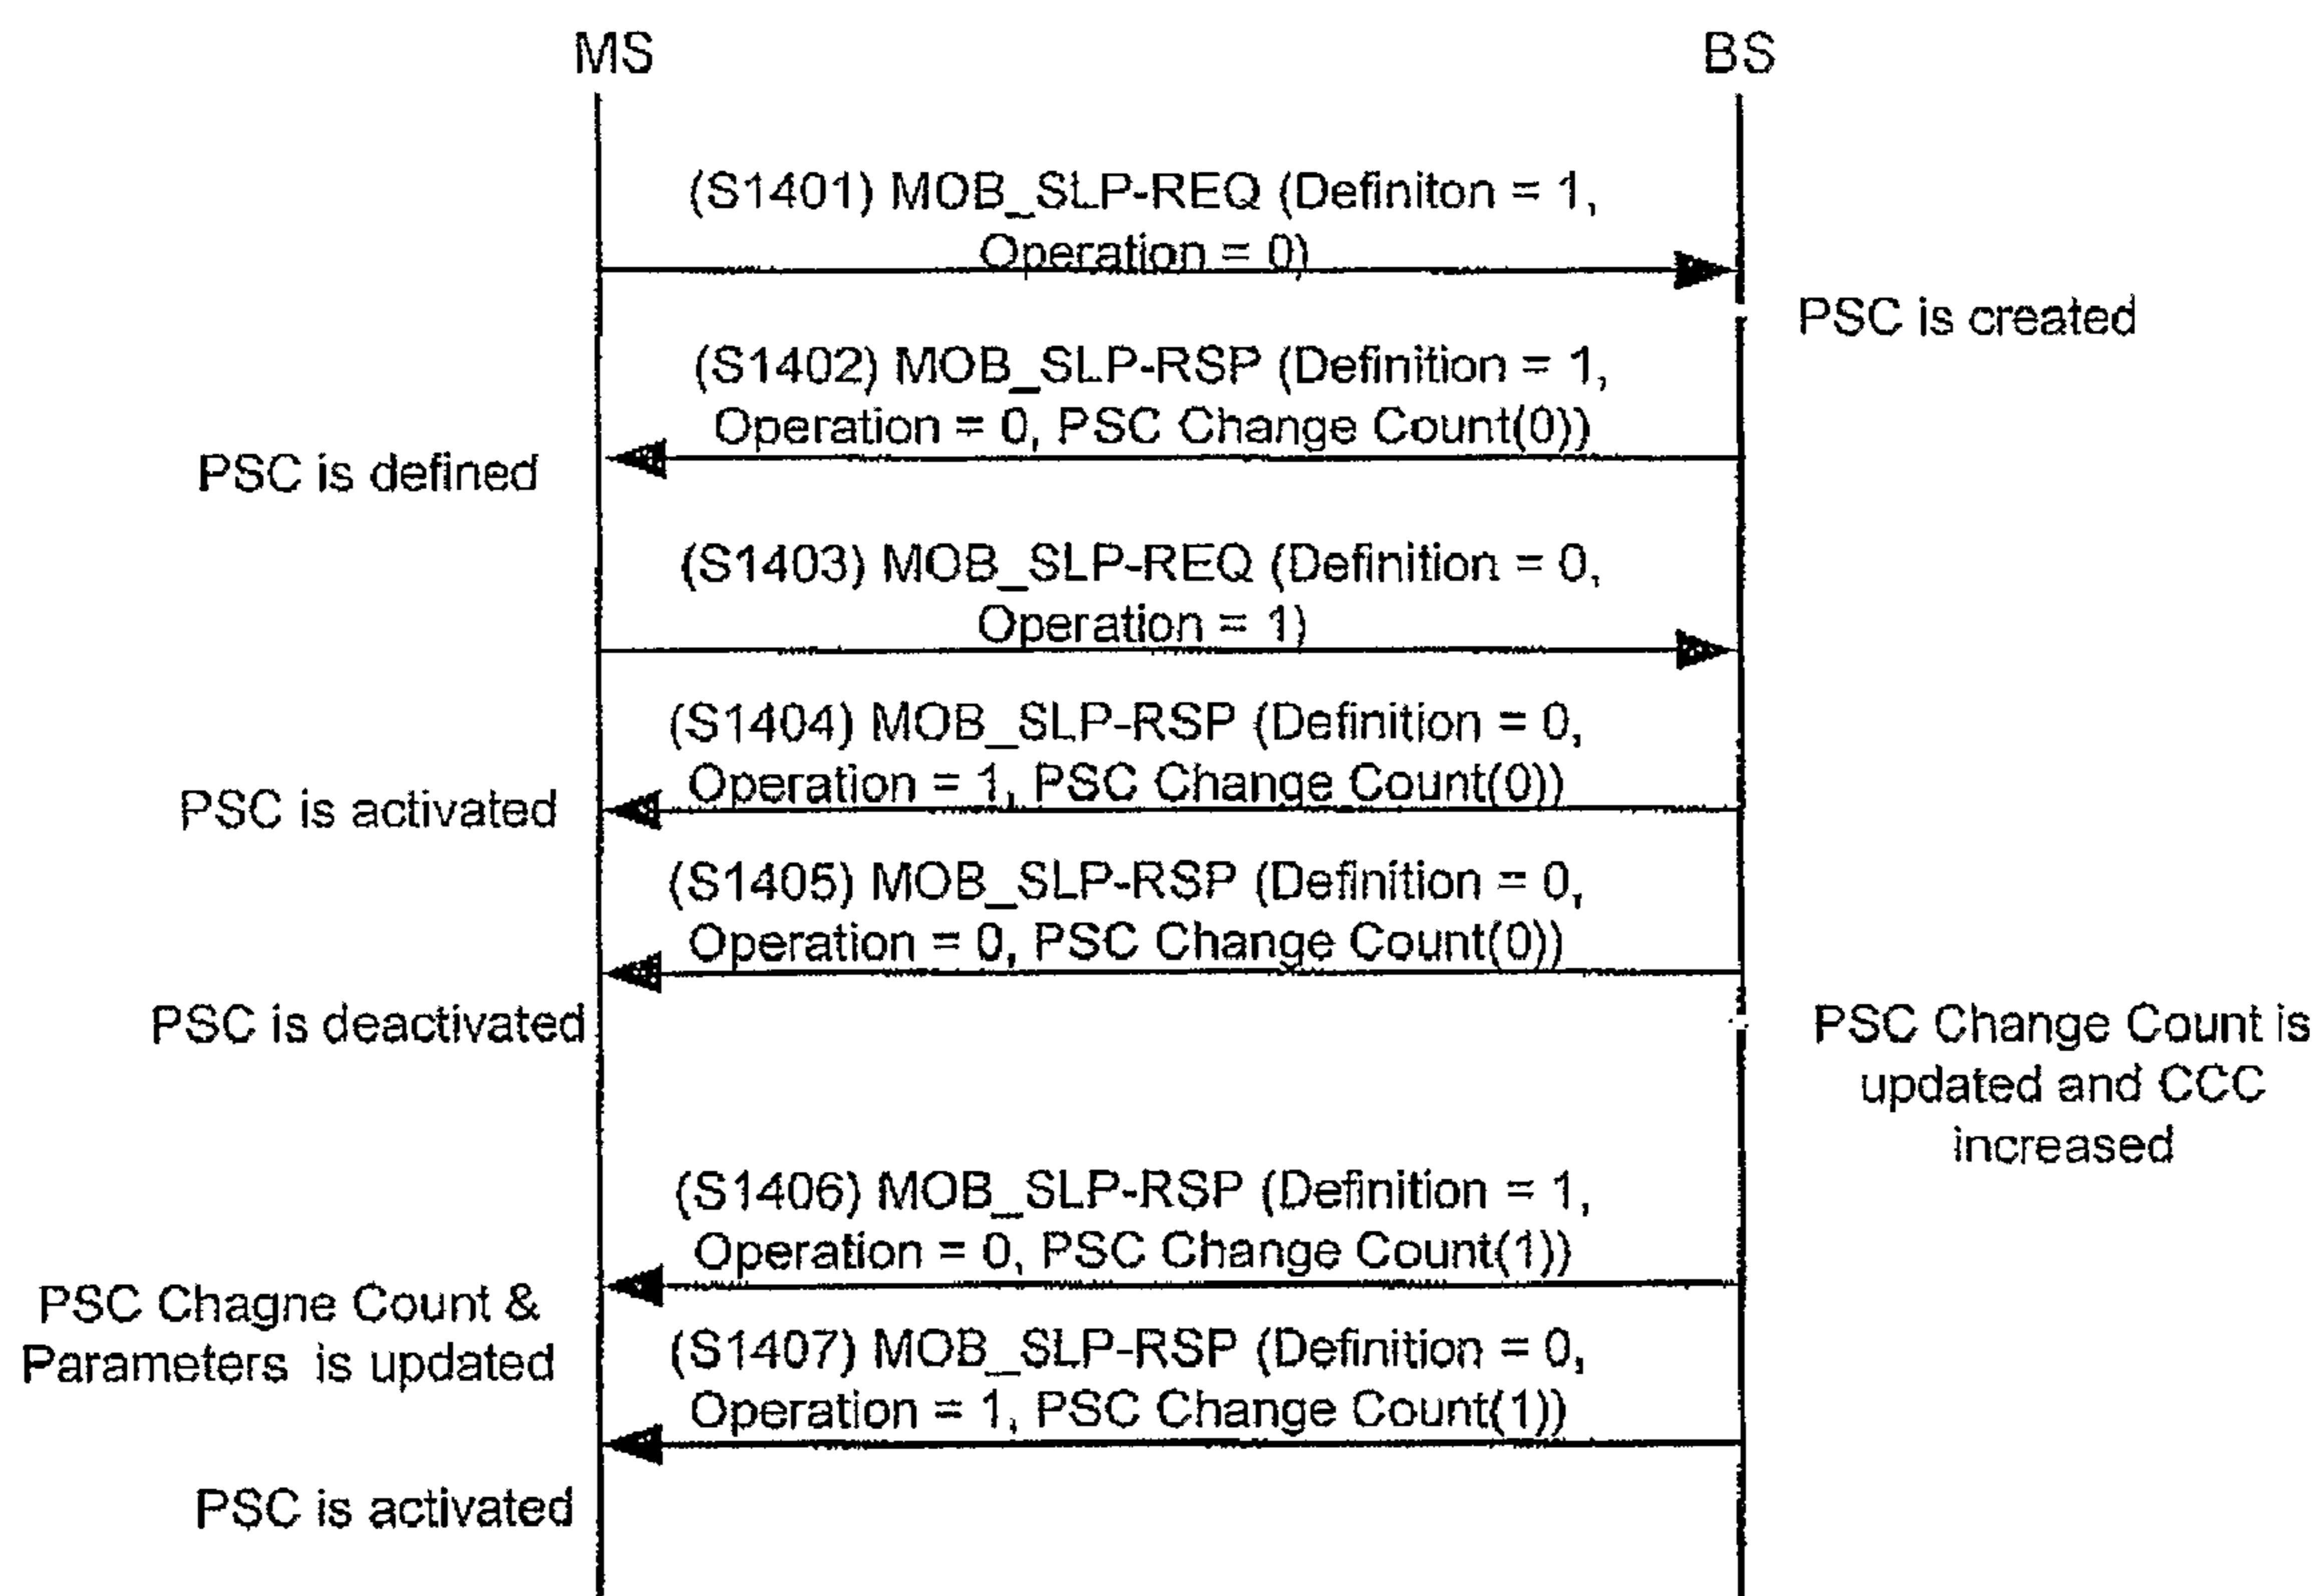 MS
BS
(S1401) MOB_SLP-REQ (Definiton = 1,
Operation = 0)
PSC is created
(S1402) MOB_SLP-RSP (Definition = 1,
Operation = 0, PSC Change Count(0))
PSC is defined
(S1403) MOB_SLP-REQ (Definition = 0,
Operation = 1)
(S1404) MOB_SLP-RSP (Definition = 0,
Operation = 1, PSC Change Count(0))
PSC is activated
(S1405) MOB_SLP-RSP (Definition = 0,
Operation = 0, PSC Change Count(0))
PSC is deactivated
PSC Change Count is
updated and CCC
increased
(S1406) MOB_SLP-RSP (Definition = 1,
Operation = 0, PSC Change Count(1))
PSC Chagne Count &
Parameters is updated
(S1407) MOB_SLP-RSP (Definition = 0,
Operation = 1, PSC Change Count(1))
PSC is activated